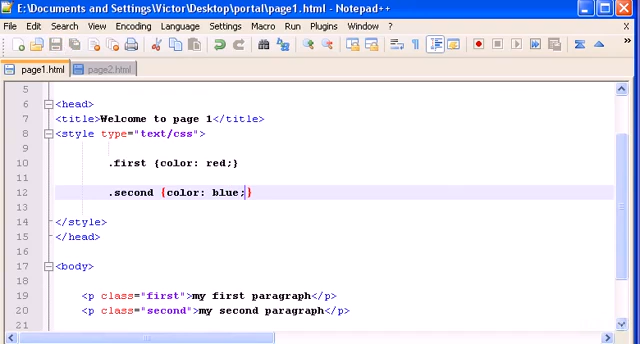 E:\Documents and Settings\Victor\Desktop\portal\page1.html - Notepad++
File Edit Search View Encoding Language Settings Macro Run Plugins Window ? X
page1.html page2.html
5
6 <head>
7 <title>Welcome to page 1</title>
8 <style type="text/css">
9
10 .first {color: red;}
11
12 .second {color: blue;}
13
14 </style>
15 </head>
16
17 <body>
18
19 <p class="first">my first paragraph</p>
20 <p class="second">my second paragraph</p>
21